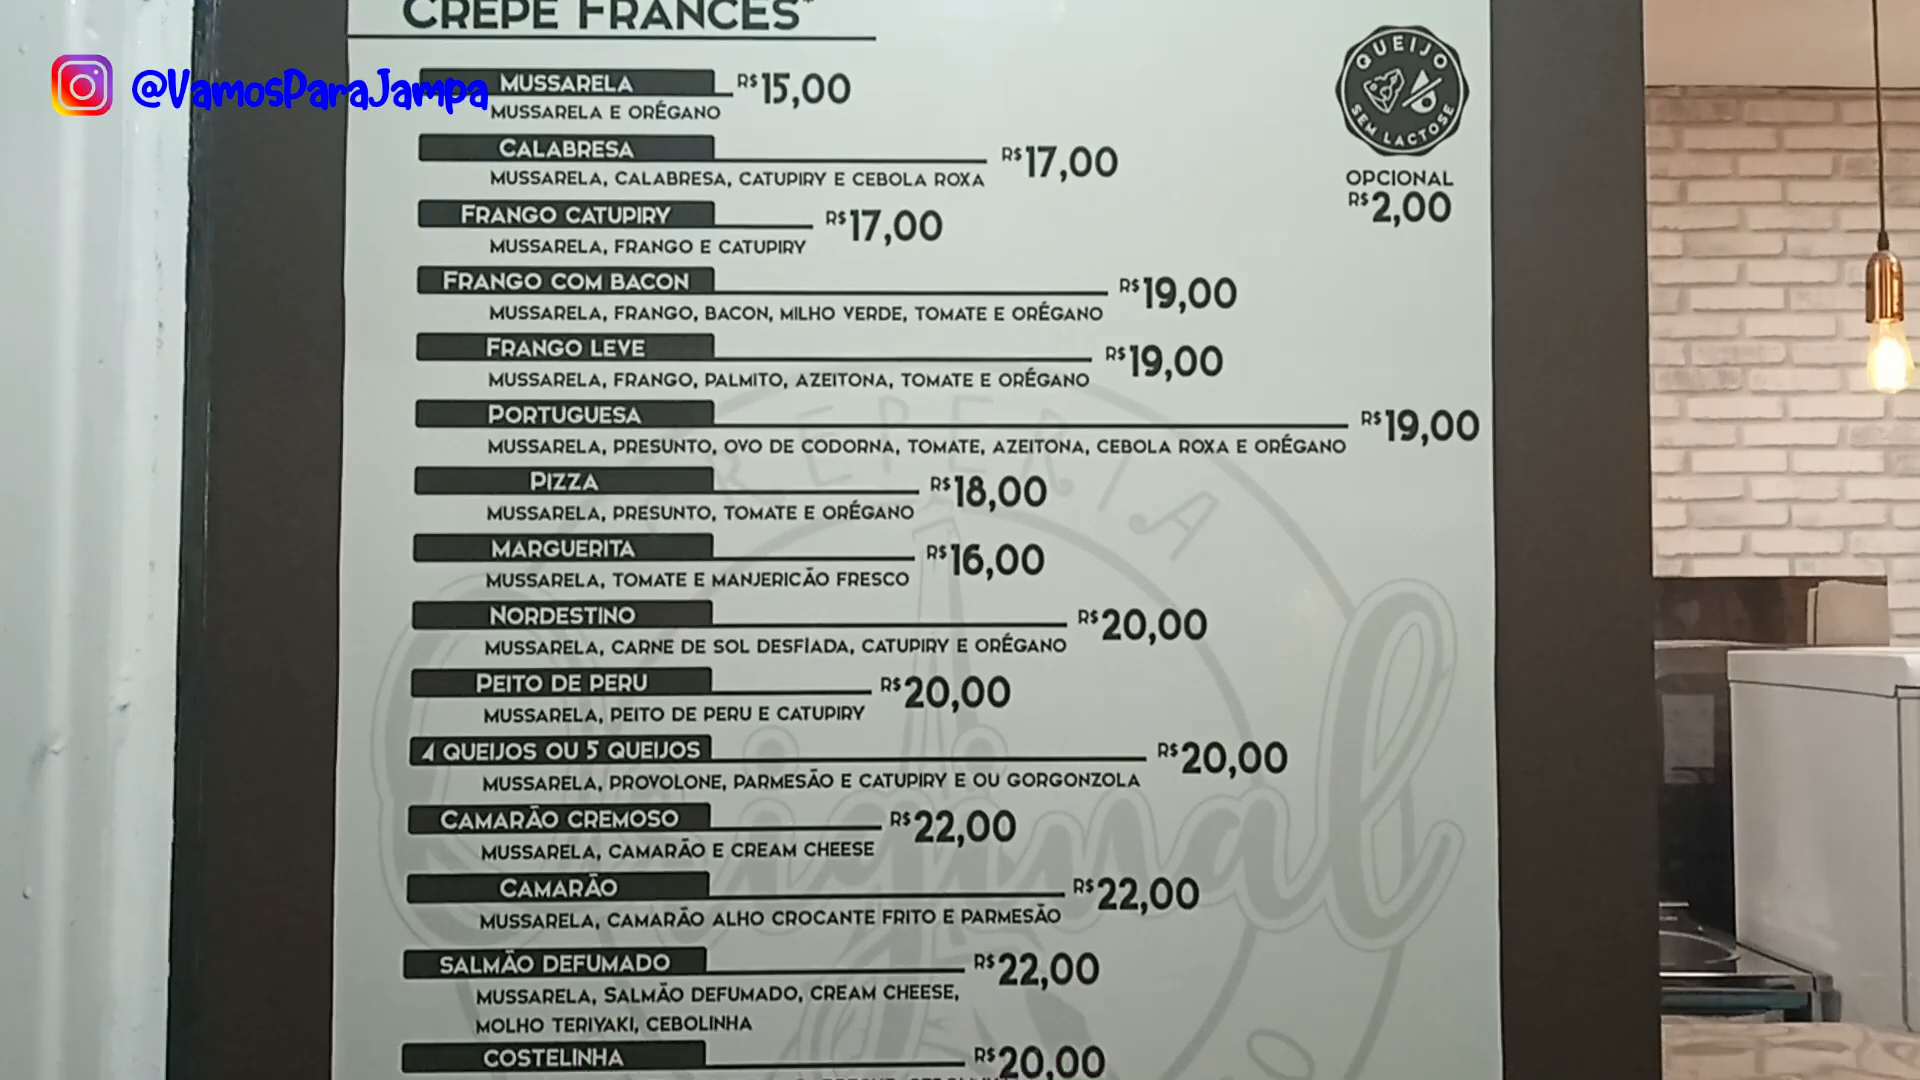 CREPE FRANCÊS*
@VamosParaJampa
MUSSARELA R$15,00
MUSSARELA E ORÉGANO
CALABRESA R$17,00
MUSSARELA, CALABRESA, CATUPIRY E CEBOLA ROXA
FRANGO CATUPIRY R$17,00
MUSSARELA, FRANGO E CATUPIRY
FRANGO COM BACON R$19,00
MUSSARELA, FRANGO, BACON, MILHO VERDE, TOMATE E ORÉGANO
FRANGO LEVE R$19,00
MUSSARELA, FRANGO, PALMITO, AZEITONA, TOMATE E ORÉGANO
PORTUGUESA R$19,00
MUSSARELA, PRESUNTO, OVO DE CODORNA, TOMATE, AZEITONA, CEBOLA ROXA E ORÉGANO
PIZZA R$18,00
MUSSARELA, PRESUNTO, TOMATE E ORÉGANO
MARGUERITA R$16,00
MUSSARELA, TOMATE E MANJERICÃO FRESCO
NORDESTINO R$20,00
MUSSARELA, CARNE DE SOL DESFIADA, CATUPIRY E ORÉGANO
PEITO DE PERU R$20,00
MUSSARELA, PEITO DE PERU E CATUPIRY
4 QUEIJOS OU 5 QUEIJOS R$20,00
MUSSARELA, PROVOLONE, PARMESÃO E CATUPIRY E OU GORGONZOLA
CAMARÃO CREMOSO R$22,00
MUSSARELA, CAMARÃO E CREAM CHEESE
CAMARÃO R$22,00
MUSSARELA, CAMARÃO ALHO CROCANTE FRITO E PARMESÃO
SALMÃO DEFUMADO R$22,00
MUSSARELA, SALMÃO DEFUMADO, CREAM CHEESE,
MOLHO TERIYAKI, CEBOLINHA
COSTELINHA R$20,00
QUEIJO
SEM LACTOSE
OPCIONAL
R$2,00
CREPERIA
Original